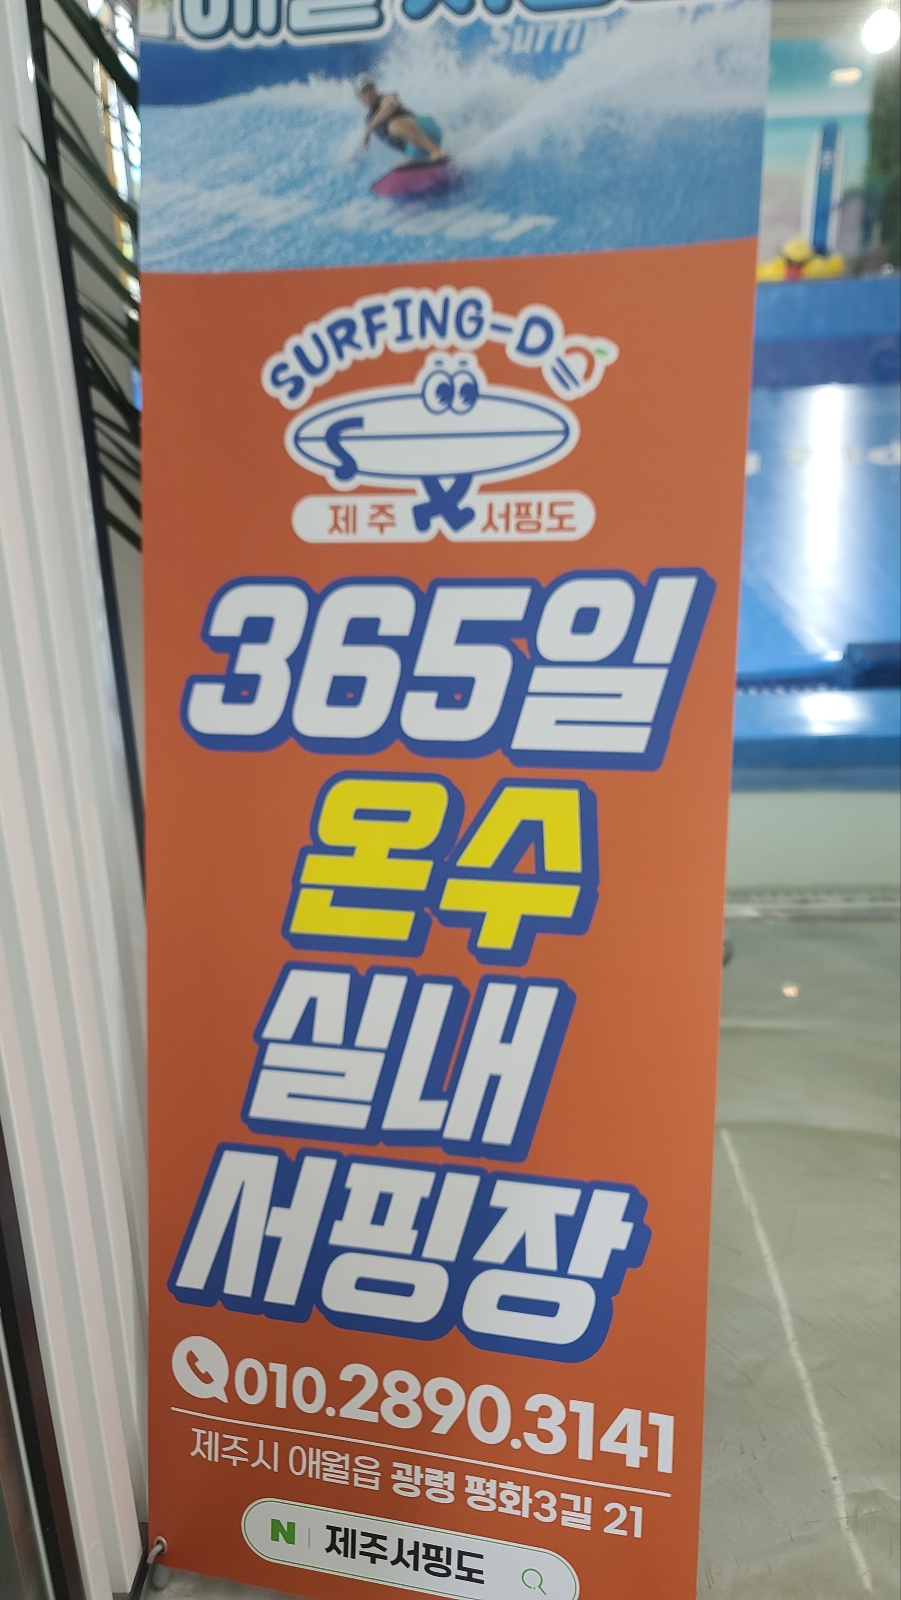 SURFING-DO
제주 서핑도
365일
온수
실내
서핑장
010.2890.3141
제주시 애월읍 광령 평화3길 21
N 제주서핑도